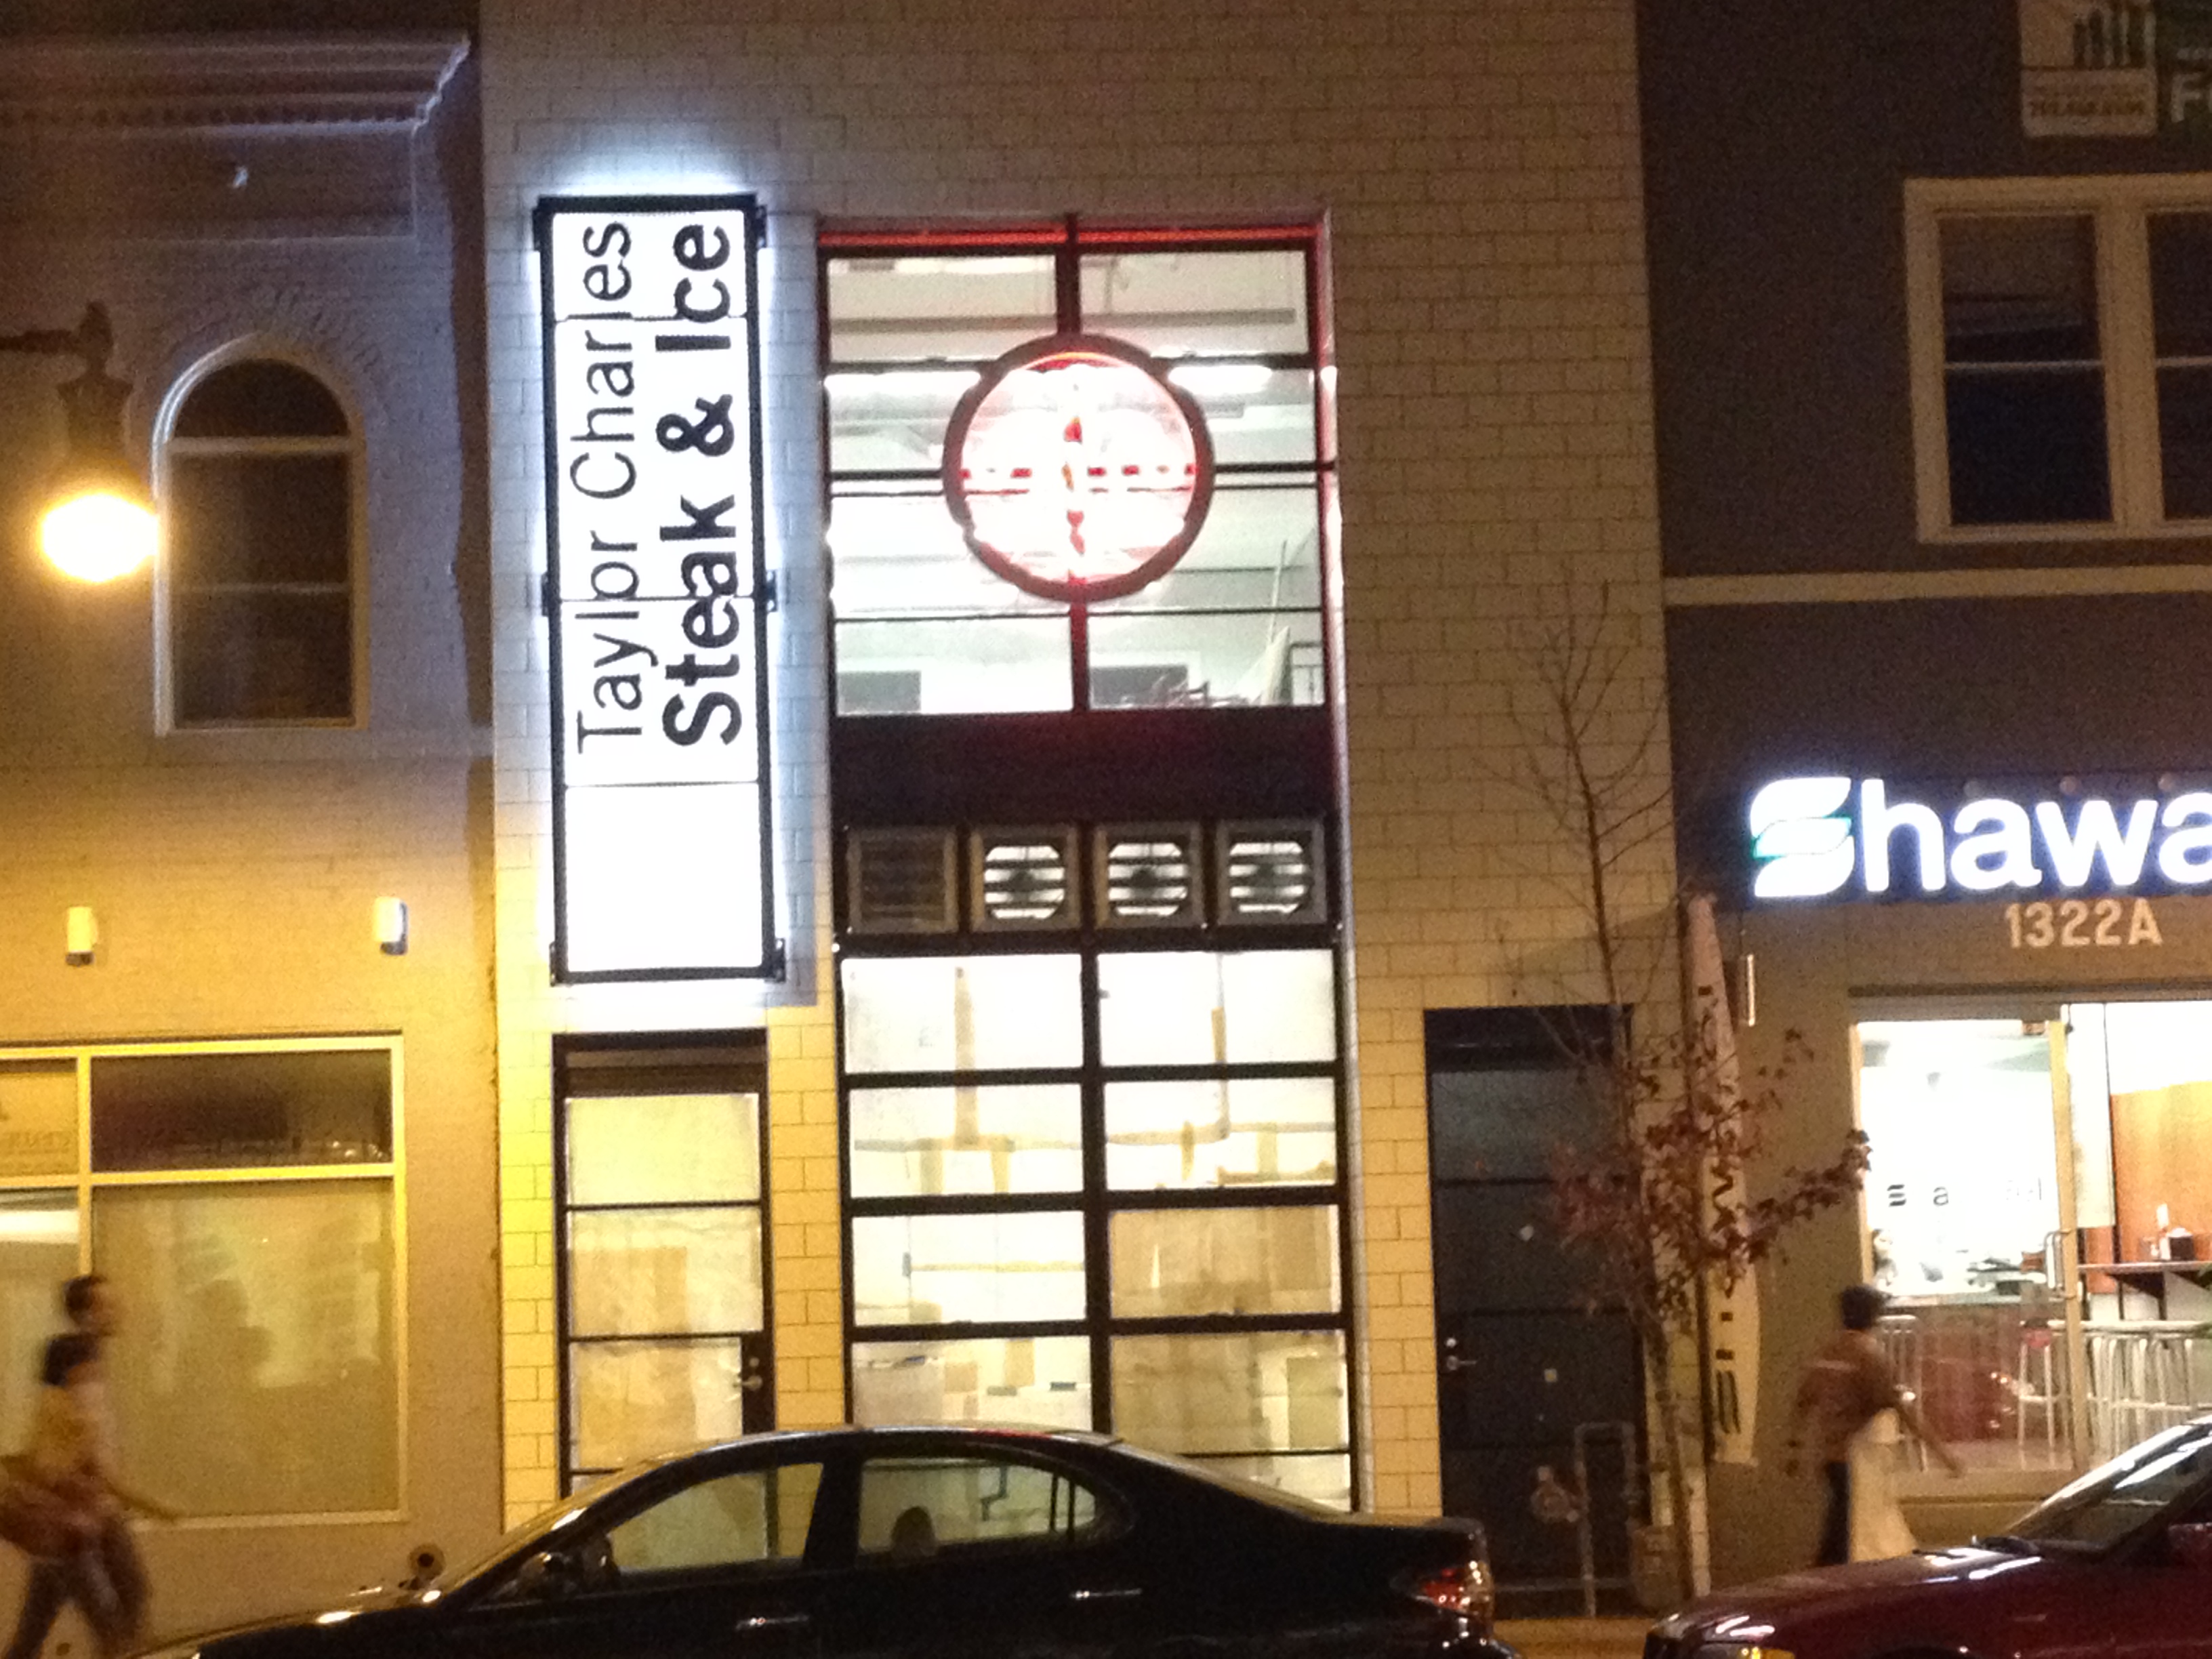 Taylor Charles
Steak & Ice
Shawa
1322A